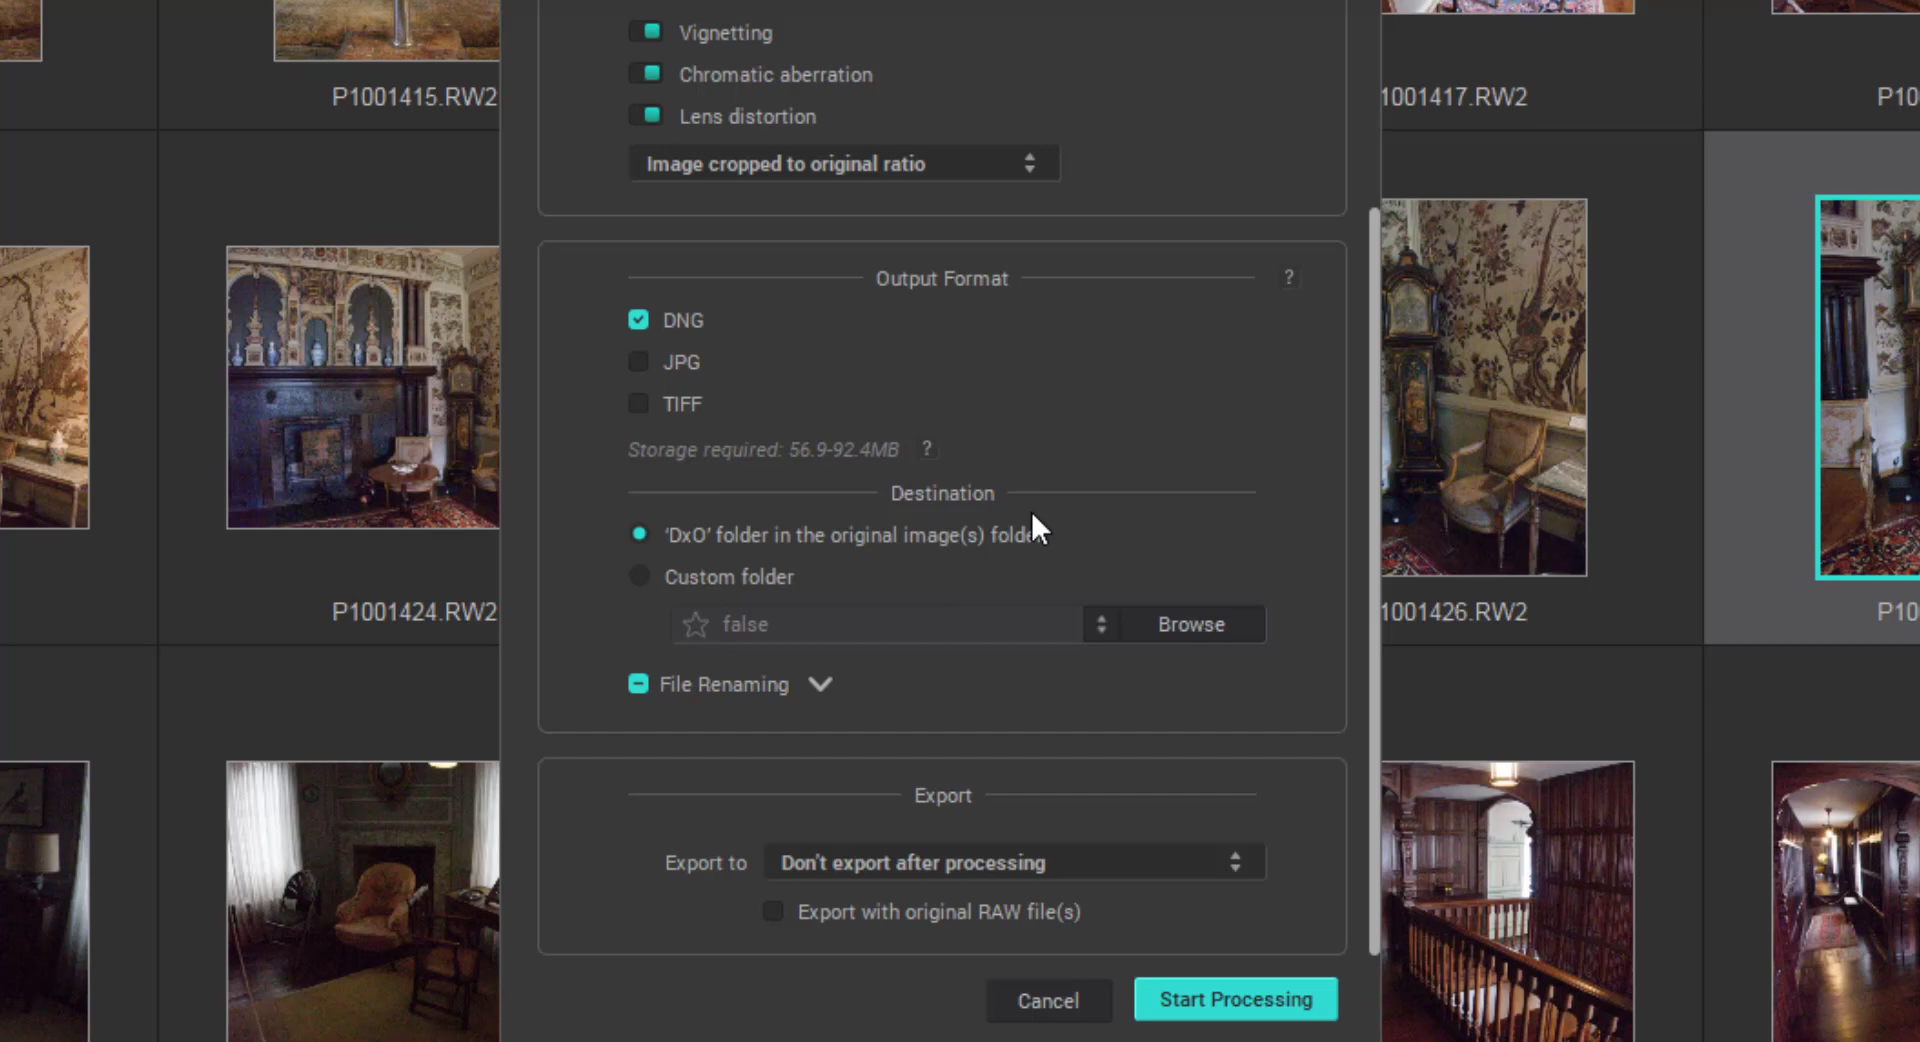 Vignetting
P1001415.RW2
Chromatic aberration
1001417.RW2
P10
Lens distortion
Image cropped to original ratio
Output Format
?
DNG
JPG
TIFF
Storage required: 56.9-92.4MB ?
Destination
'DxO' folder in the original image(s) folde
Custom folder
P1001424.RW2
false
Browse
1001426.RW2
P10
File Renaming
Export
Export to
Don't export after processing
Export with original RAW file(s)
Cancel
Start Processing